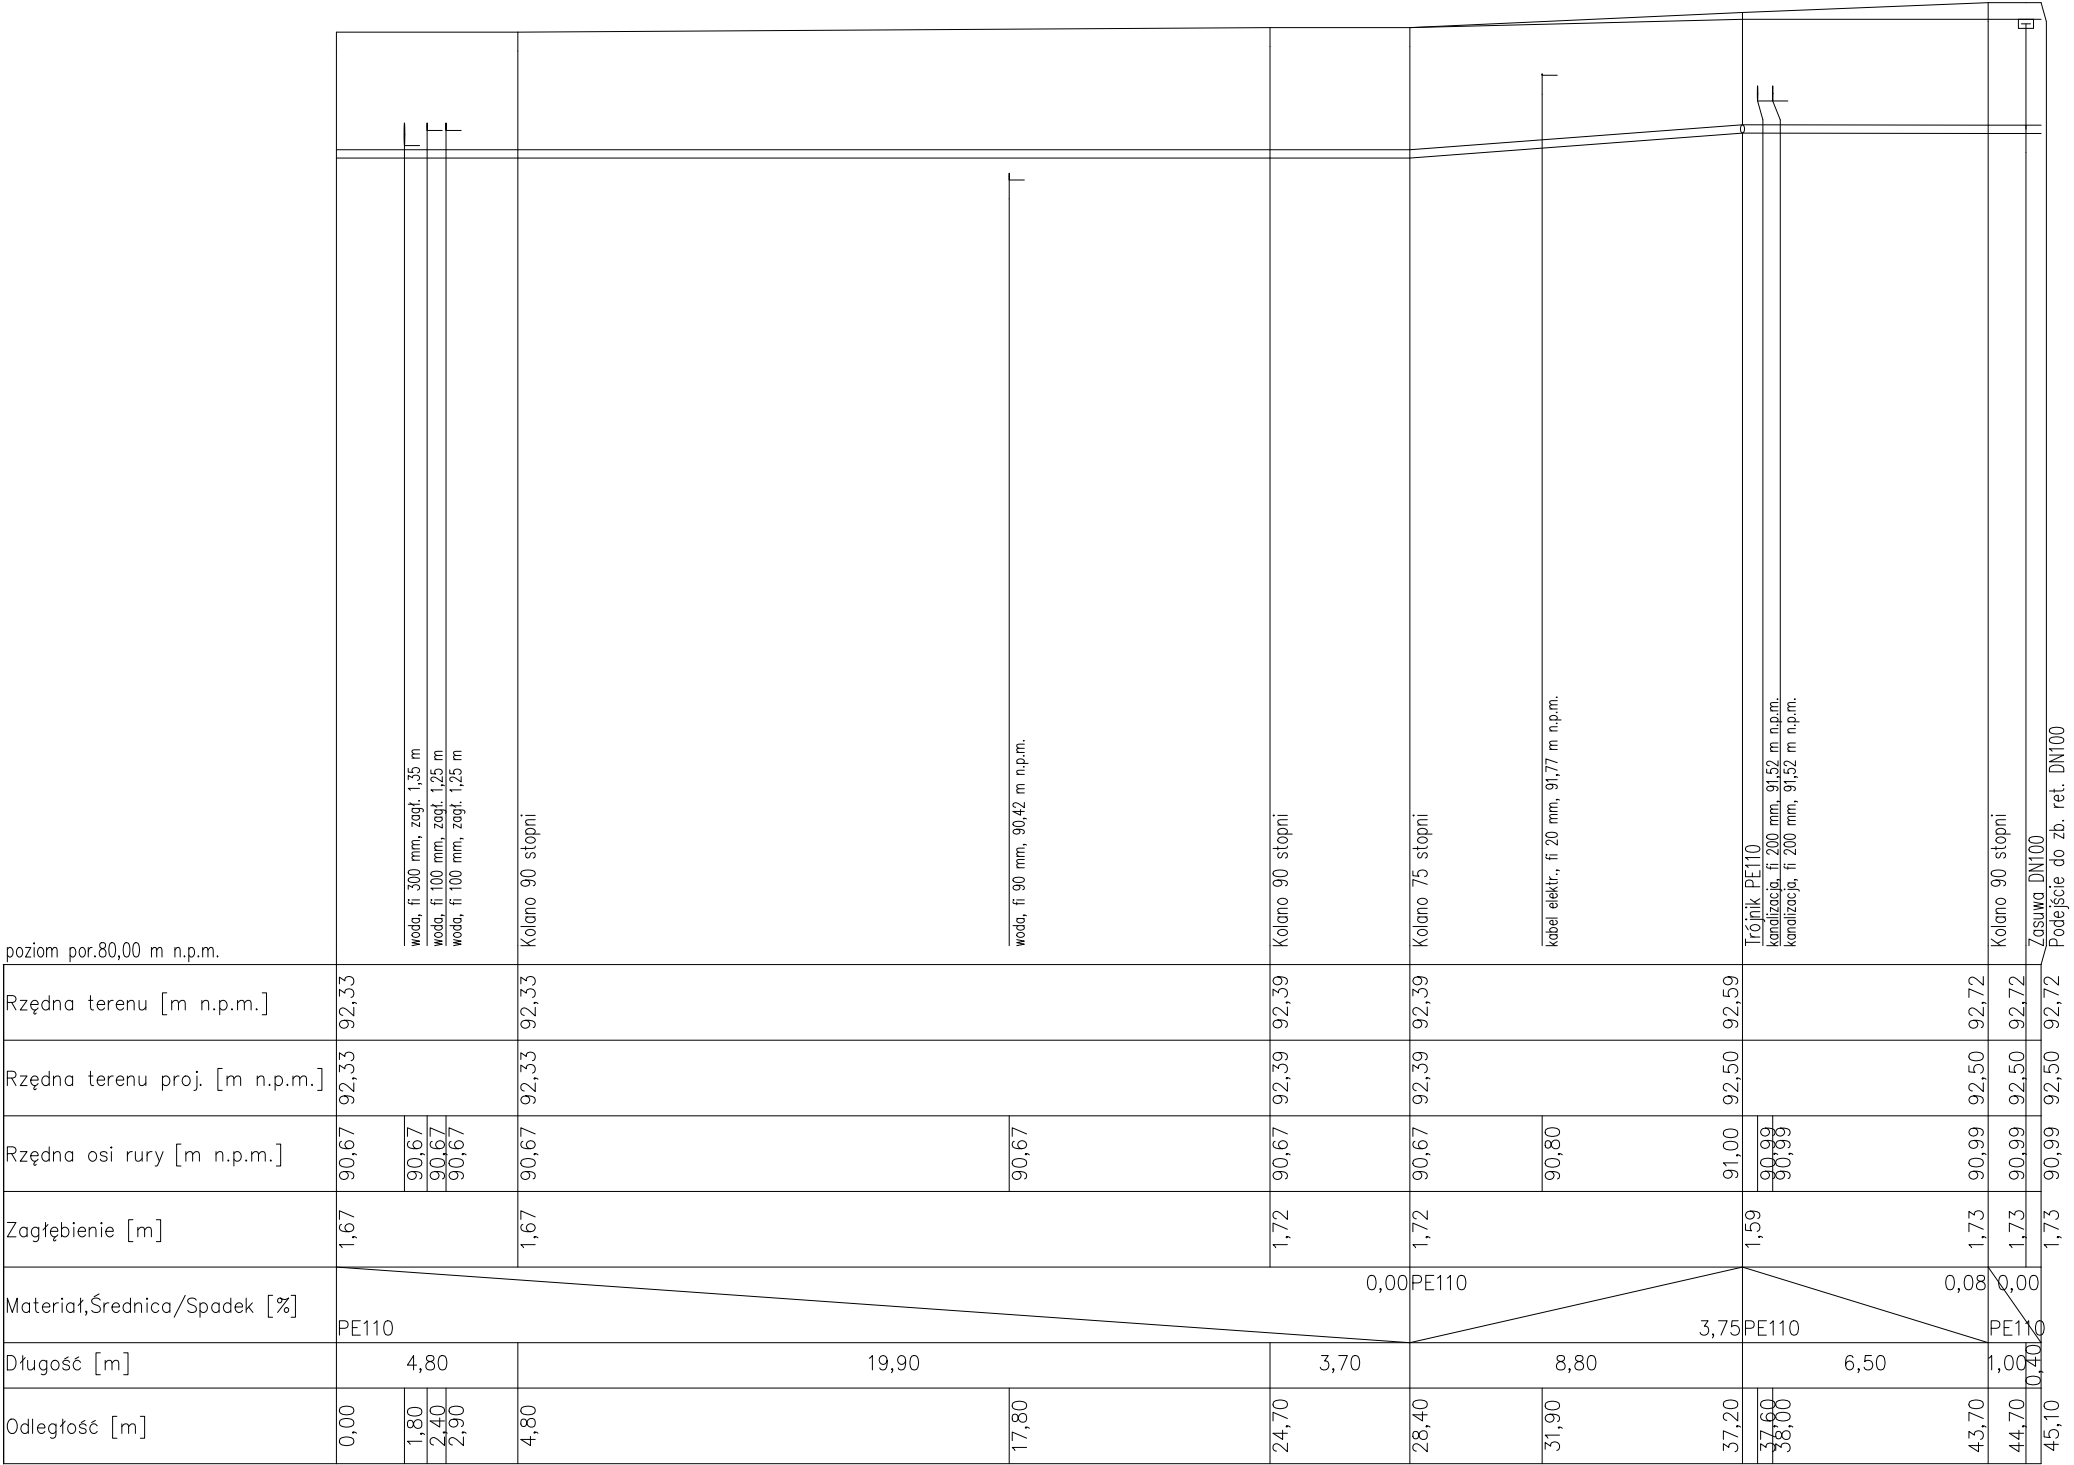 woda, fi 300 mm, zagł. 1,35 m
woda, fi 100 mm, zagł. 1,25 m
woda, fi 100 mm, zagł. 1,25 m
Kolano 90 stopni
woda, fi 90 mm, 90,42 m n.p.m.
Kolano 90 stopni
Kolano 75 stopni
kabel elektr., fi 20 mm, 91,77 m n.p.m.
Trójnik PE110
kanalizacja, fi 200 mm, 91,52 m n.p.m.
kanalizacja, fi 200 mm, 91,52 m n.p.m.
Kolano 90 stopni
Zasuwa DN100
Podejście do zb. ret. DN100
poziom por.80,00 m n.p.m.
Rzędna terenu [m n.p.m.] 92,33 92,33 92,39 92,39 92,59 92,72 92,72 92,72
Rzędna terenu proj. [m n.p.m.] 92,33 92,33 92,39 92,39 92,50 92,50 92,50 92,50
Rzędna osi rury [m n.p.m.] 90,67 90,67 90,67 90,67 90,67 90,67 90,67 90,67 90,80 91,00 90,99 90,99 90,99 90,99 90,99
Zagłębienie [m] 1,67 1,67 1,72 1,72 1,59 1,73 1,73 1,73
Materiał,Średnica/Spadek [%] PE110 0,00 PE110 3,75 PE110 0,08 PE110 0,00
Długość [m] 4,80 19,90 3,70 8,80 6,50 1,00 0,40
Odległość [m] 0,00 1,80 2,40 2,90 4,80 17,80 24,70 28,40 31,90 37,20 37,60 38,00 43,70 44,70 45,10